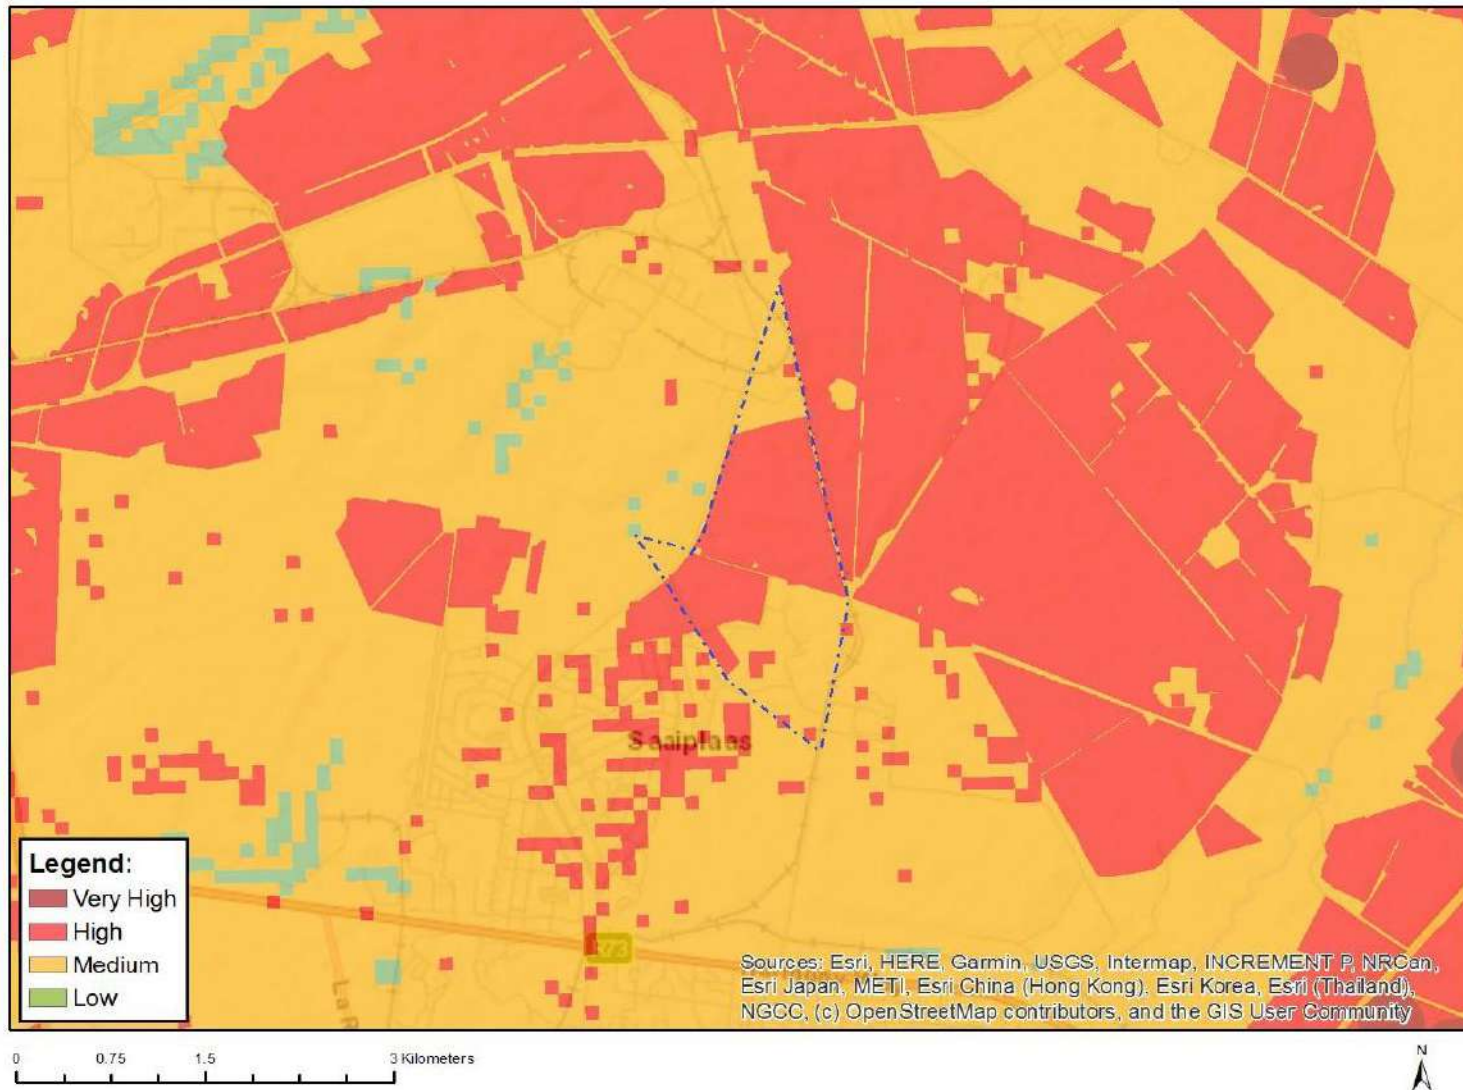 Saaiplaas
Legend:
Very High
High
Medium
Low
Sources: Esri, HERE, Garmin, USGS, Intermap, INCREMENT P, NRCan,
Esri Japan, METI, Esri China (Hong Kong), Esri Korea, Esri (Thailand),
NGCC, (c) OpenStreetMap contributors, and the GIS User Community
0 0.75 1.5 3 Kilometers
N